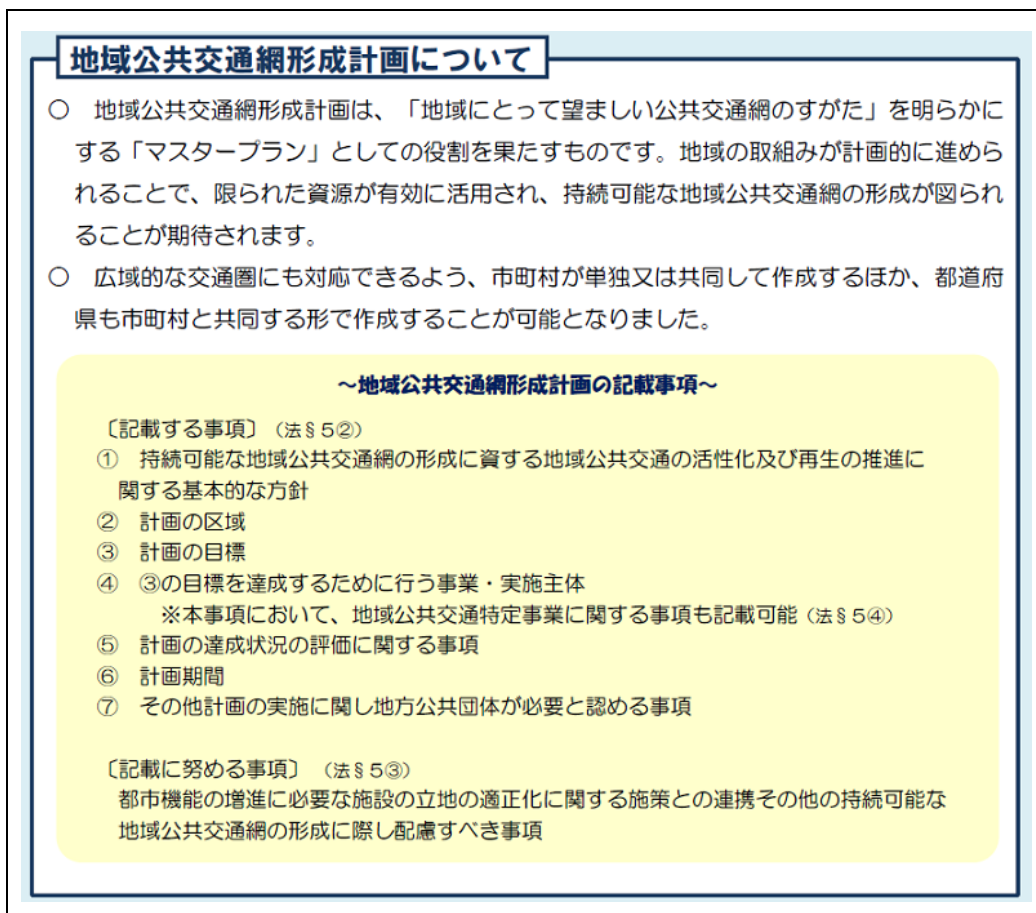 地域公共交通網形成計画について
○　地域公共交通網形成計画は、「地域にとって望ましい公共交通網のすがた」を明らかに
する「マスタープラン」としての役割を果たすものです。地域の取組みが計画的に進めら
れることで、限られた資源が有効に活用され、持続可能な地域公共交通網の形成が図られ
ることが期待されます。
○　広域的な交通圏にも対応できるよう、市町村が単独又は共同して作成するほか、都道府
県も市町村と共同する形で作成することが可能となりました。
～地域公共交通網形成計画の記載事項～
〔記載する事項〕（法§５②）
①　持続可能な地域公共交通網の形成に資する地域公共交通の活性化及び再生の推進に
関する基本的な方針
②　計画の区域
③　計画の目標
④　③の目標を達成するために行う事業・実施主体
※本事項において、地域公共交通特定事業に関する事項も記載可能（法§５④）
⑤　計画の達成状況の評価に関する事項
⑥　計画期間
⑦　その他計画の実施に関し地方公共団体が必要と認める事項
〔記載に努める事項〕（法§５③）
都市機能の増進に必要な施設の立地の適正化に関する施策との連携その他の持続可能な
地域公共交通網の形成に際し配慮すべき事項